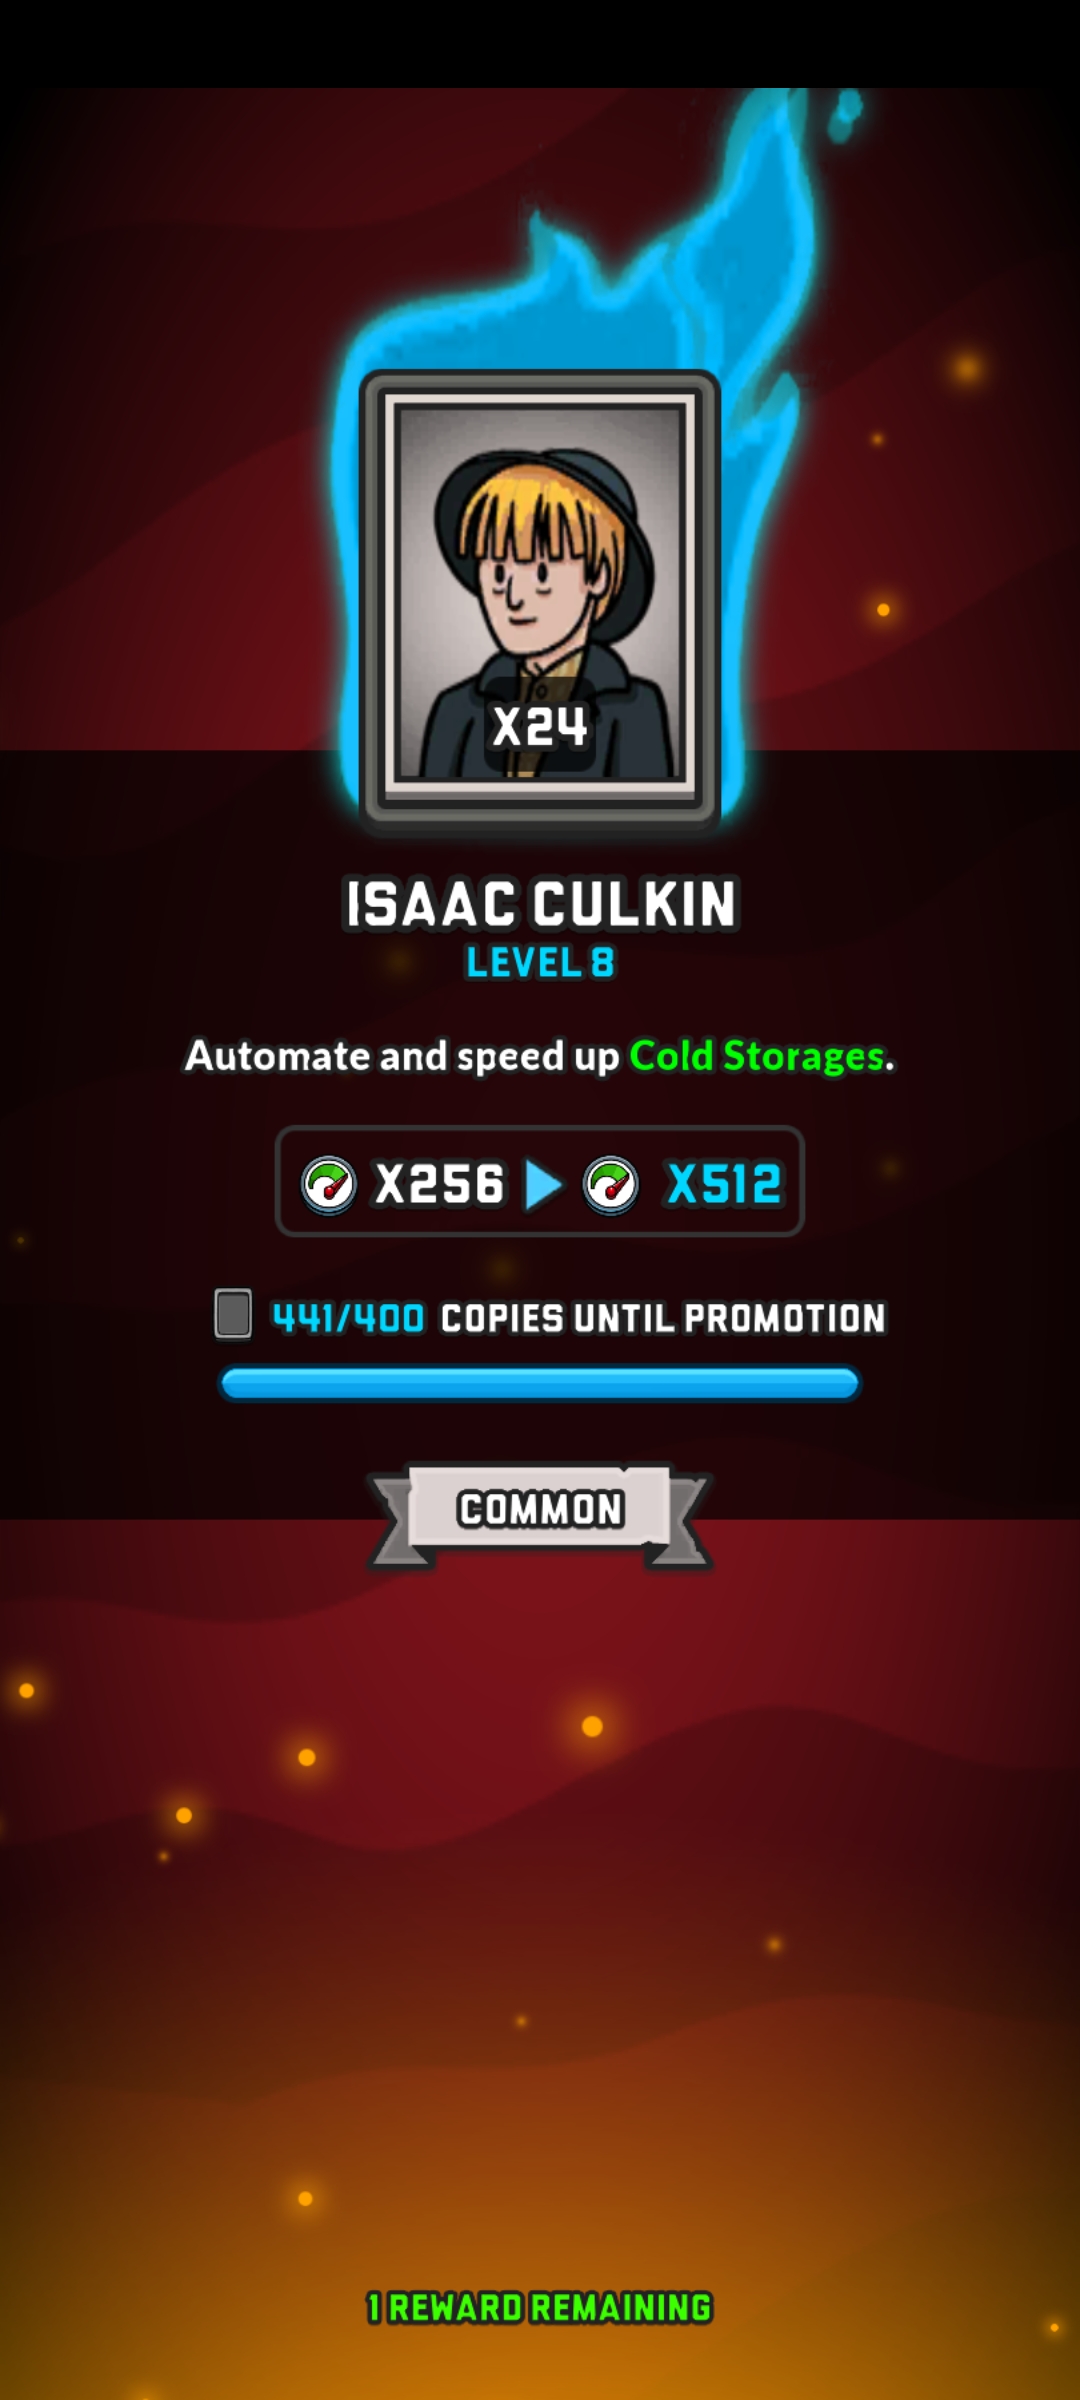 X24
ISAAC CULKIN
LEVEL 8
Automate and speed up Cold Storages.
X256 X512
441/400 COPIES UNTIL PROMOTION
COMMON
1 REWARD REMAINING